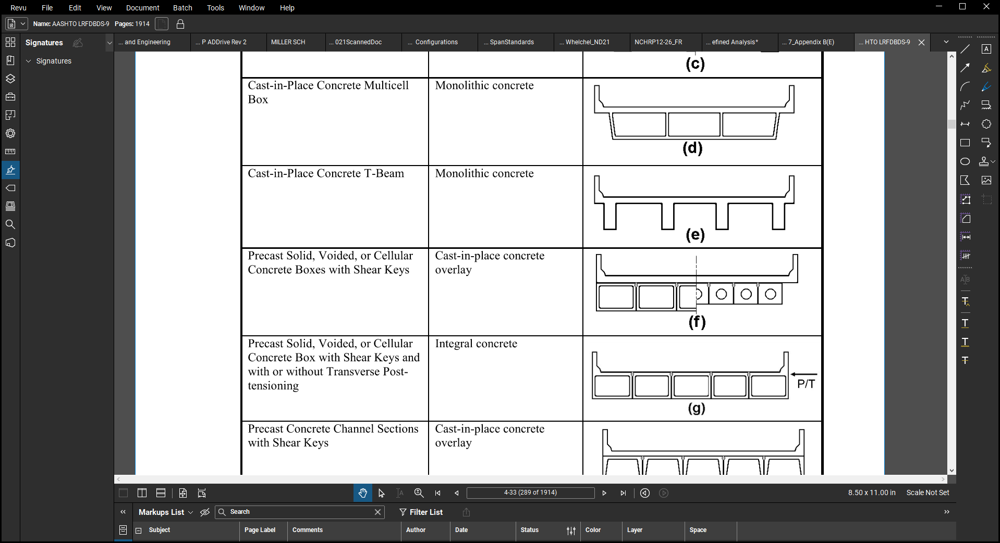 Revu File Edit View Document Batch Tools Window Help
Name: AASHTO LRFDBDS-9 Pages: 1914
Signatures
... and Engineering ... P ADDrive Rev 2 MILLER SCH ... 021ScannedDoc ... Configurations ... SpanStandards ... Whelchel_ND21 NCHRP12-26_FR ... efined Analysis* ... 7_Appendix B(E) ... HTO LRFDBDS-9
Signatures
(c)
Cast-in-Place Concrete Multicell
Box
Monolithic concrete
(d)
Cast-in-Place Concrete T-Beam
Monolithic concrete
(e)
Precast Solid, Voided, or Cellular
Concrete Boxes with Shear Keys
Cast-in-place concrete
overlay
(f)
Precast Solid, Voided, or Cellular
Concrete Box with Shear Keys and
with or without Transverse Post-
tensioning
Integral concrete
P/T
(g)
Precast Concrete Channel Sections
with Shear Keys
Cast-in-place concrete
overlay
4-33 (289 of 1914)
8.50 x 11.00 in Scale Not Set
Markups List Search Filter List
Subject Page Label Comments Author Date Status Color Layer Space